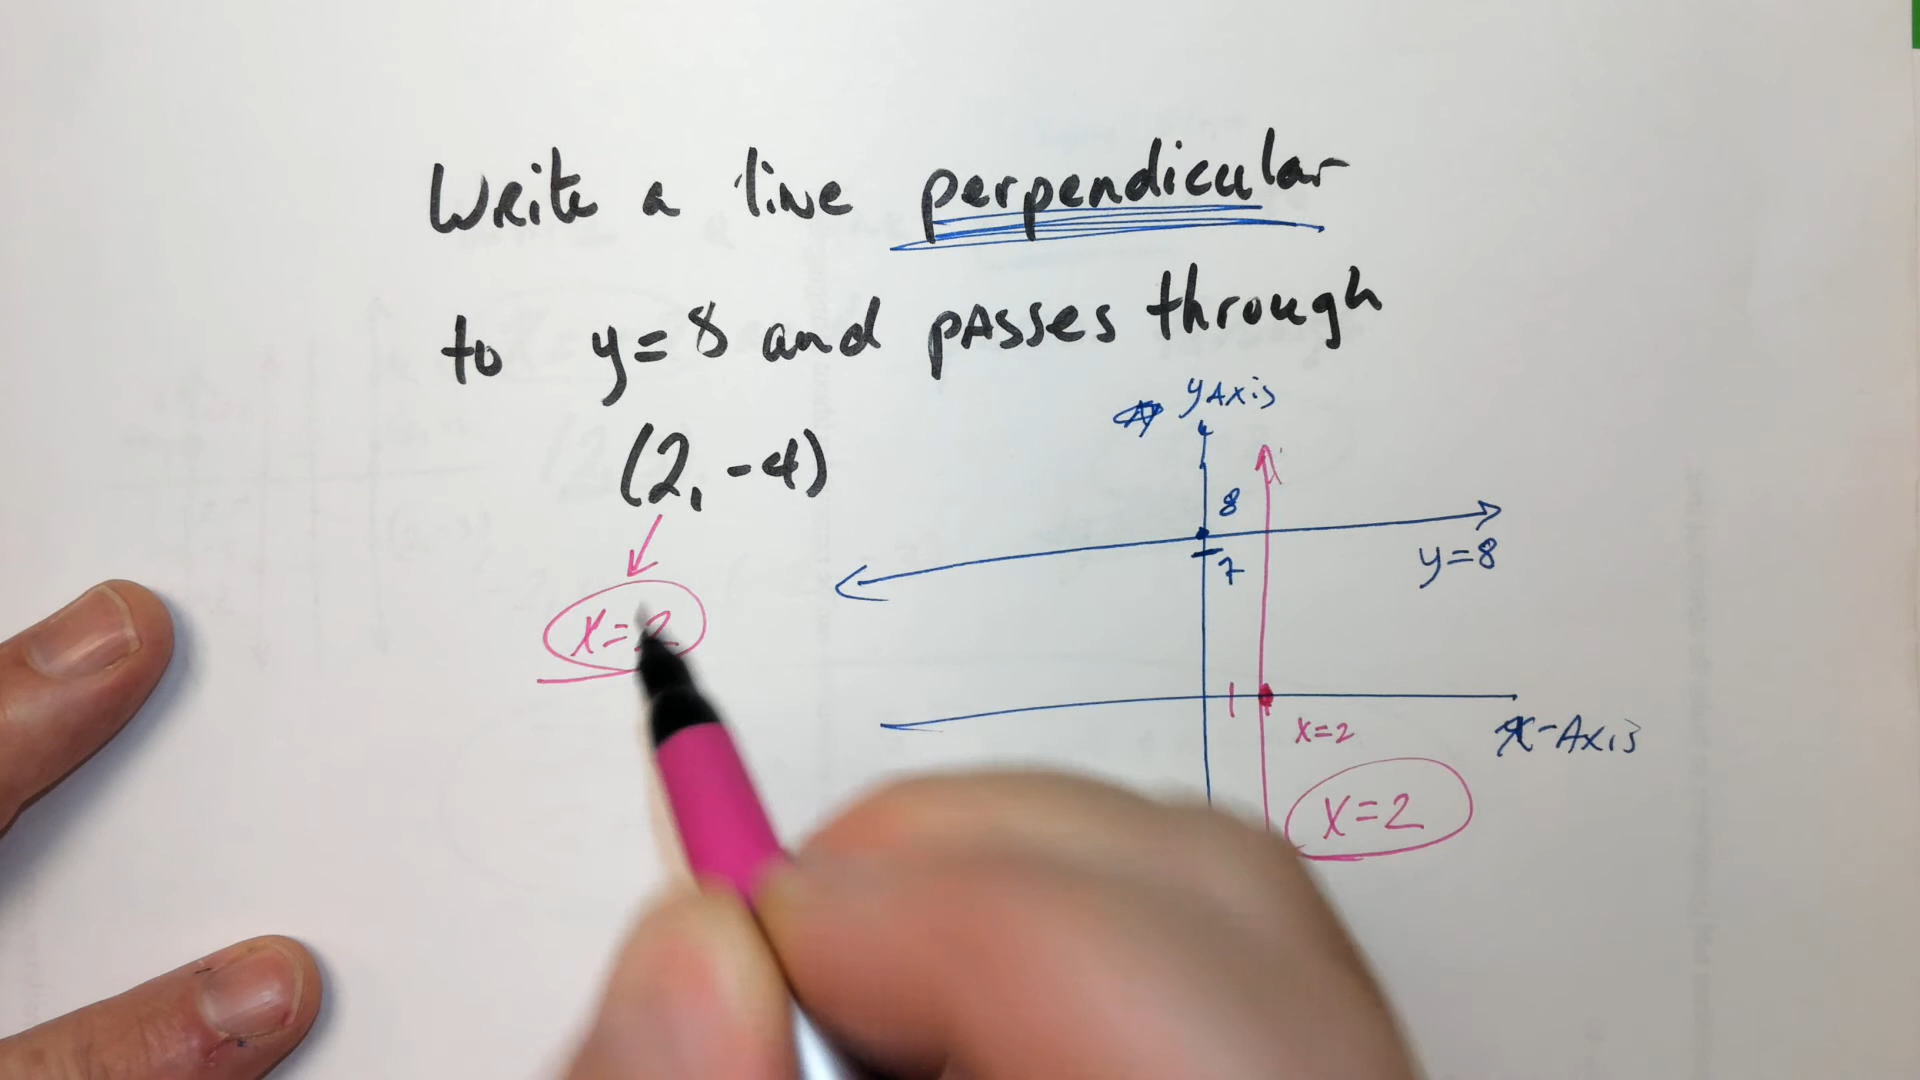 Write a line perpendicular
to y=8 and passes through
(2, -4)
x=2
y Axis
8
7
y=8
1
x=2
x-Axis
x=2